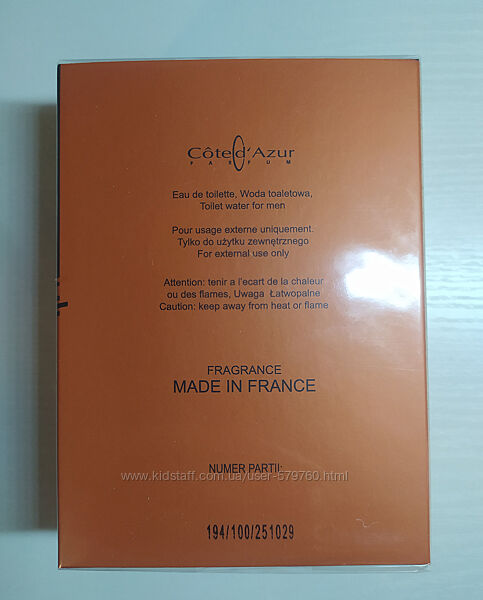 Côte d'Azur
PARFUM
Eau de toilette, Woda toaletowa,
Toilet water for men
Pour usage externe uniquement.
Tylko do użytku zewnętrznego
For external use only
Attention: tenir a l'ecart de la chaleur
ou des flames, Uwaga Łatwopalne
Caution: keep away from heat or flame
FRAGRANCE
MADE IN FRANCE
NUMER PARTII:
www.kidstaff.com.ua/user-579760.html
194/100/251029